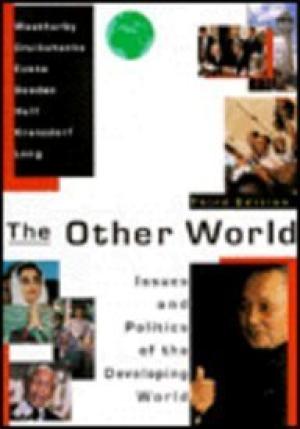 Weatherby
Cruikshanks
Evans
Gooden
Huff
Kranzdorf
Long
Third Edition
The Other World
Issues
and
Politics
of the
Developing
World